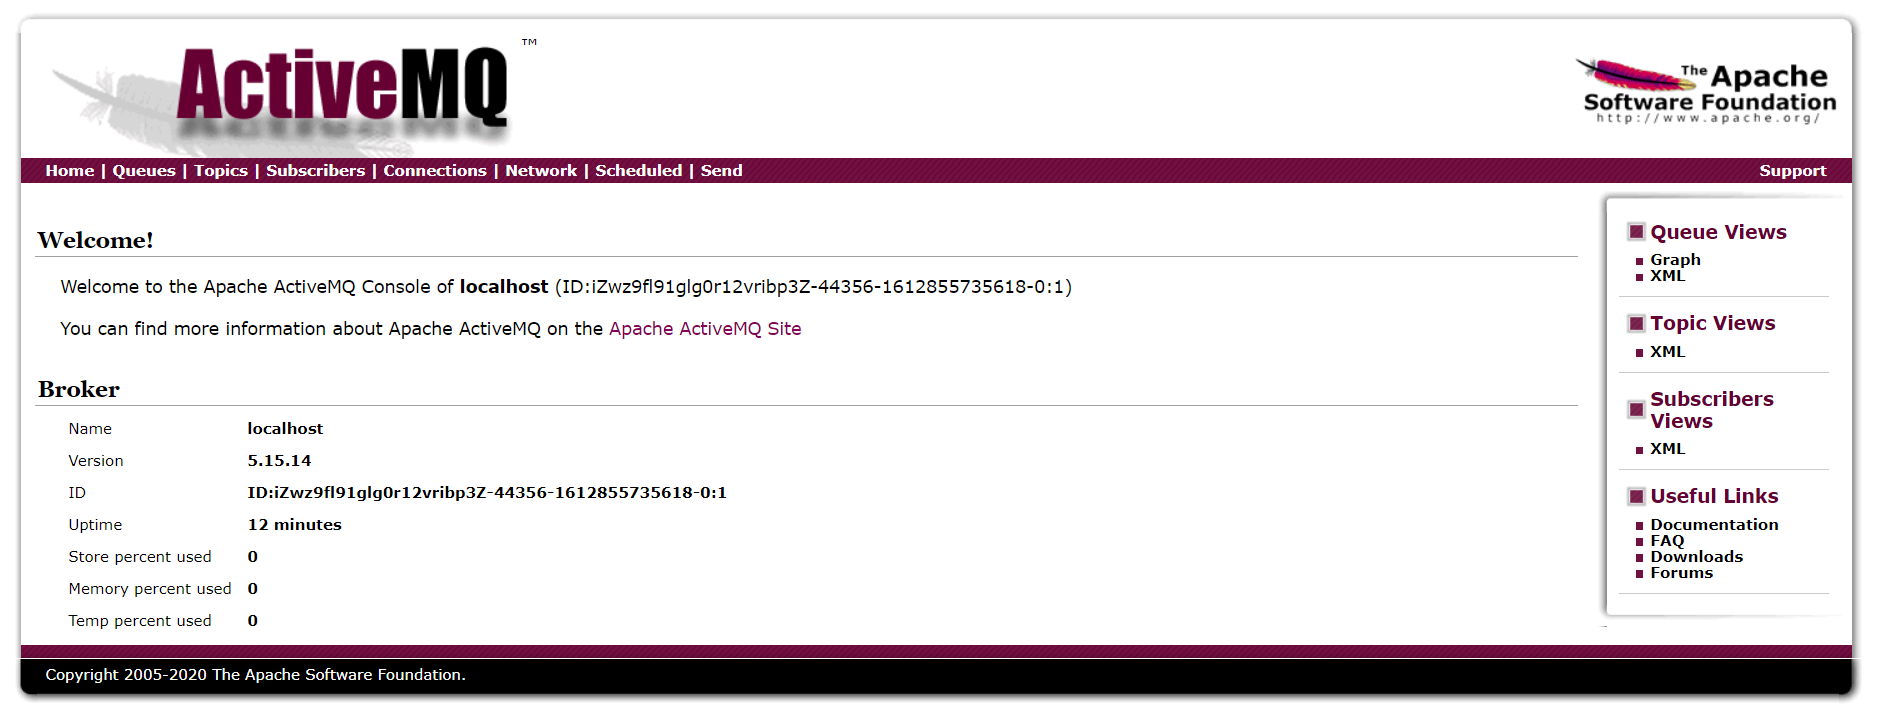 ActiveMQ ™
The Apache
Software Foundation
http://www.apache.org/
Home | Queues | Topics | Subscribers | Connections | Network | Scheduled | Send
Support
Welcome!
Welcome to the Apache ActiveMQ Console of localhost (ID:iZwz9fl91glg0r12vribp3Z-44356-1612855735618-0:1)
You can find more information about Apache ActiveMQ on the Apache ActiveMQ Site
Broker
Name localhost
Version 5.15.14
ID ID:iZwz9fl91glg0r12vribp3Z-44356-1612855735618-0:1
Uptime 12 minutes
Store percent used 0
Memory percent used 0
Temp percent used 0
Queue Views
Graph
XML
Topic Views
XML
Subscribers
Views
XML
Useful Links
Documentation
FAQ
Downloads
Forums
Copyright 2005-2020 The Apache Software Foundation.